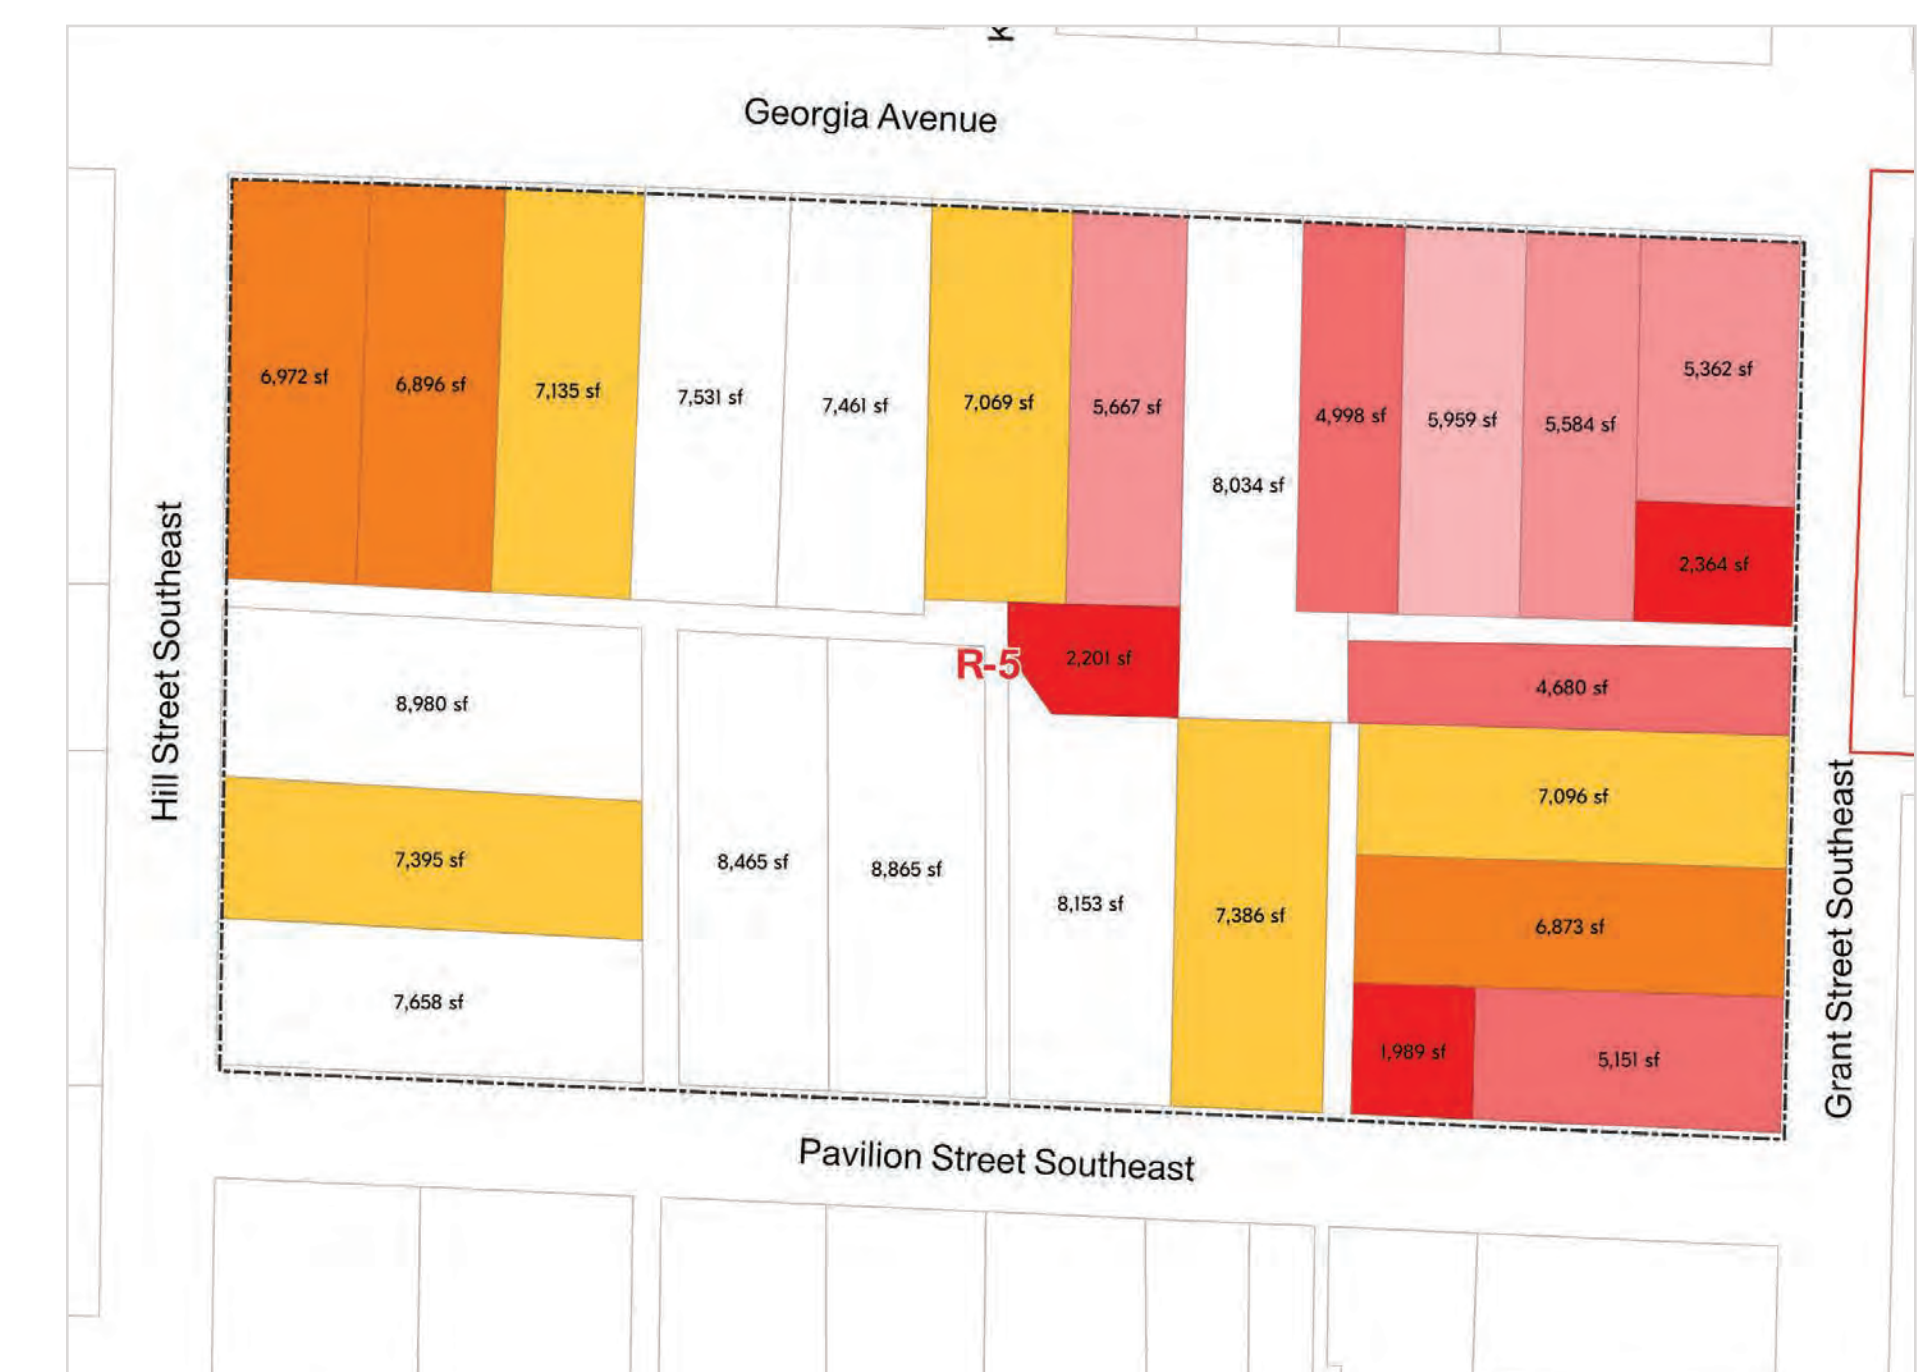 K
Georgia Avenue
6,972 sf
6,896 sf
7,135 sf
7,531 sf
7,461 sf
7,069 sf
5,667 sf
8,034 sf
4,998 sf
5,959 sf
5,584 sf
5,362 sf
2,364 sf
Hill Street Southeast
R-5
2,201 sf
4,680 sf
8,980 sf
7,395 sf
7,658 sf
8,465 sf
8,865 sf
8,153 sf
7,386 sf
7,096 sf
6,873 sf
1,989 sf
5,151 sf
Grant Street Southeast
Pavilion Street Southeast